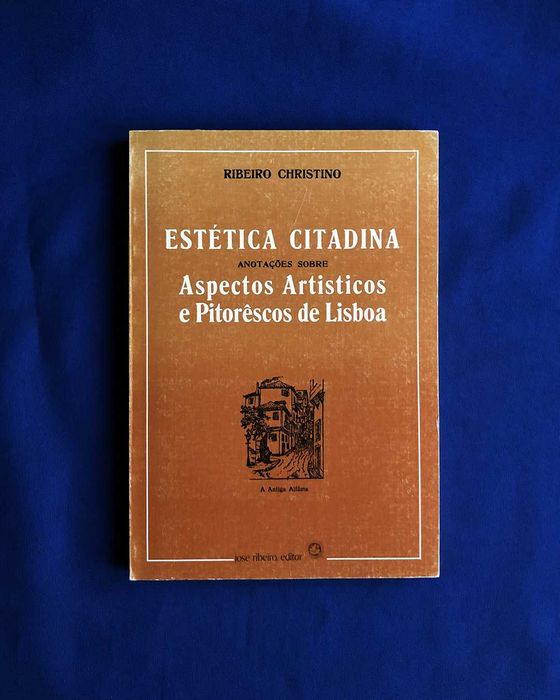 RIBEIRO CHRISTINO
ESTÉTICA CITADINA
ANOTAÇÕES SOBRE
Aspectos Artisticos
e Pitorêscos de Lisboa
A Antiga Alfâma
jose ribeiro, editor